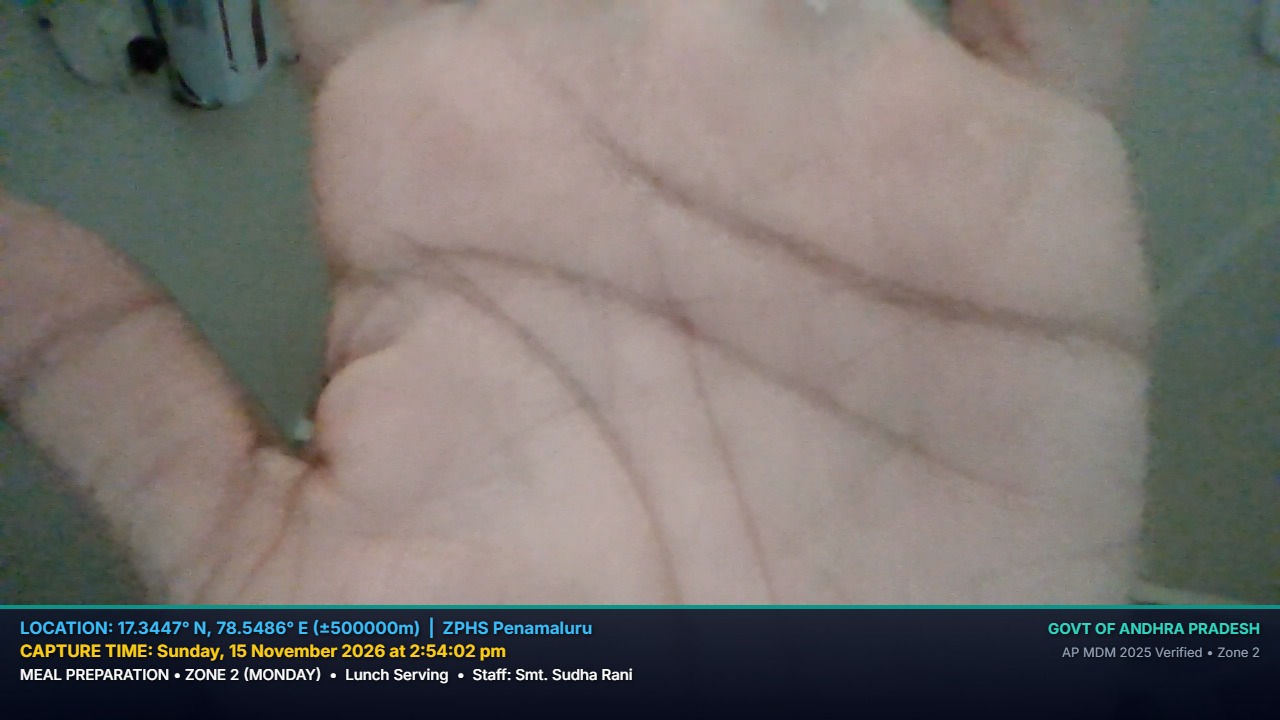 LOCATION: 17.3447° N, 78.5486° E (±500000m) | ZPHS Penamaluru
CAPTURE TIME: Sunday, 15 November 2026 at 2:54:02 pm
MEAL PREPARATION • ZONE 2 (MONDAY) • Lunch Serving • Staff: Smt. Sudha Rani
GOVT OF ANDHRA PRADESH
AP MDM 2025 Verified • Zone 2